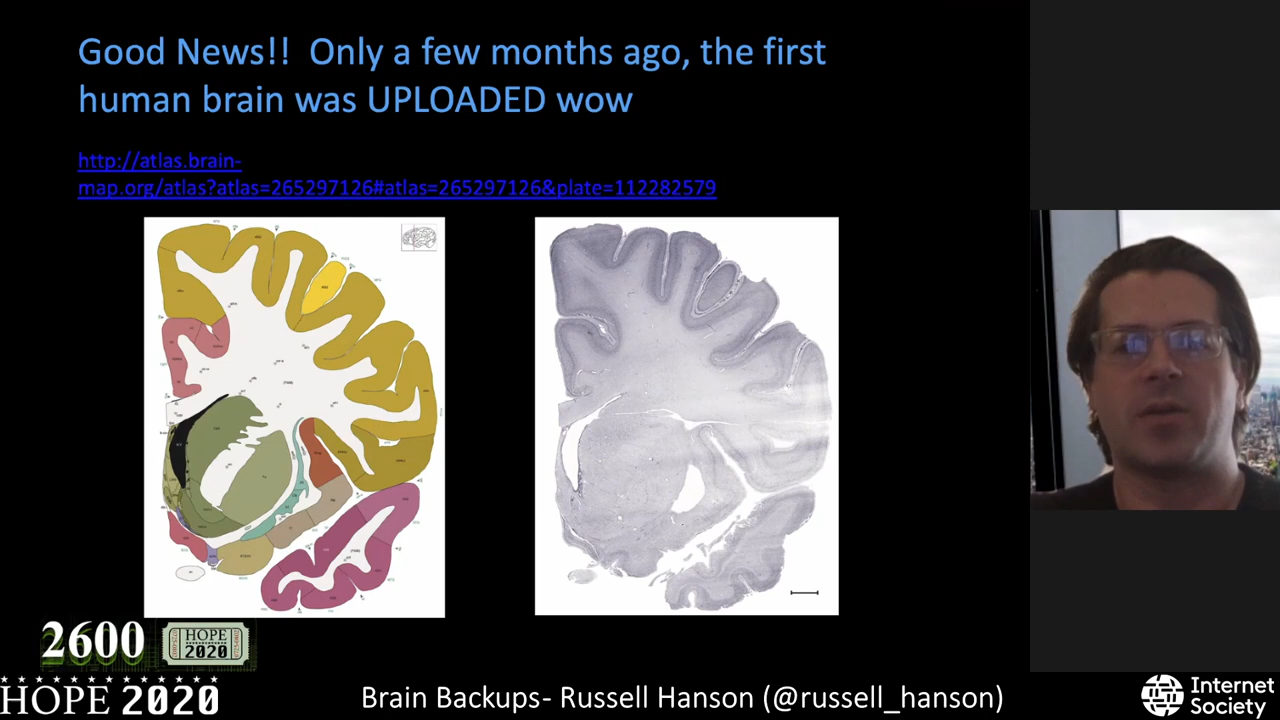 Good News!!  Only a few months ago, the first
human brain was UPLOADED wow
http://atlas.brain-
map.org/atlas?atlas=265297126#atlas=265297126&plate=112282579
2600
HOPE
2020
HOPE 2020
Brain Backups- Russell Hanson (@russell_hanson)
Internet
Society